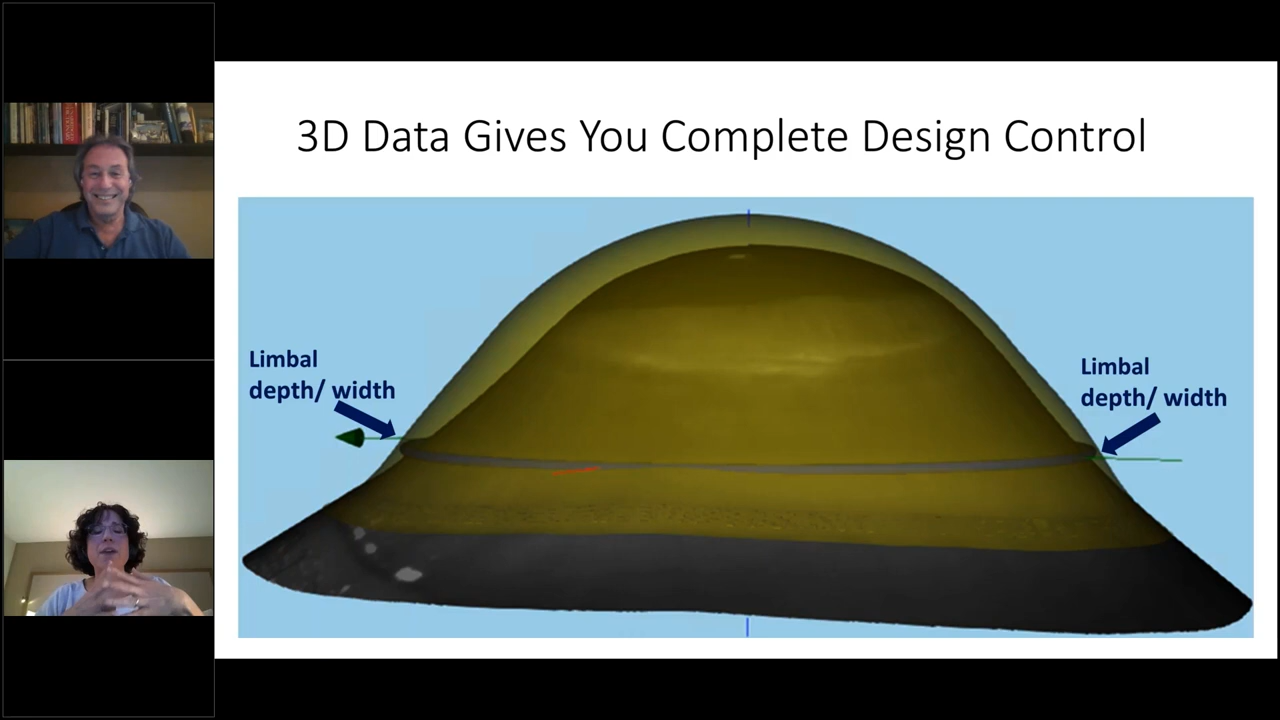 3D Data Gives You Complete Design Control
Limbal
depth/ width
Limbal
depth/ width